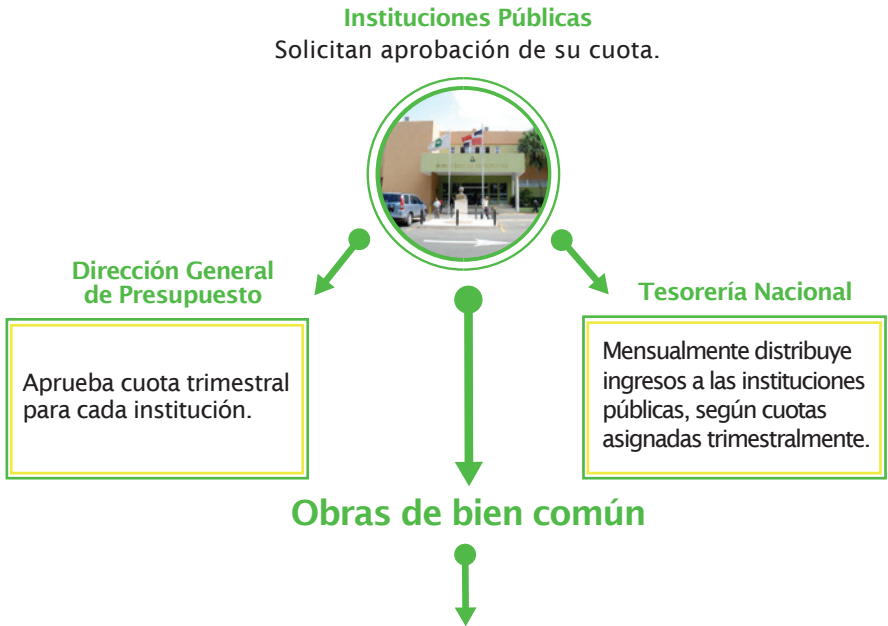 Instituciones Públicas
Solicitan aprobación de su cuota.
Dirección General
de Presupuesto
Aprueba cuota trimestral
para cada institución.
Tesorería Nacional
Mensualmente distribuye
ingresos a las instituciones
públicas, según cuotas
asignadas trimestralmente.
Obras de bien común